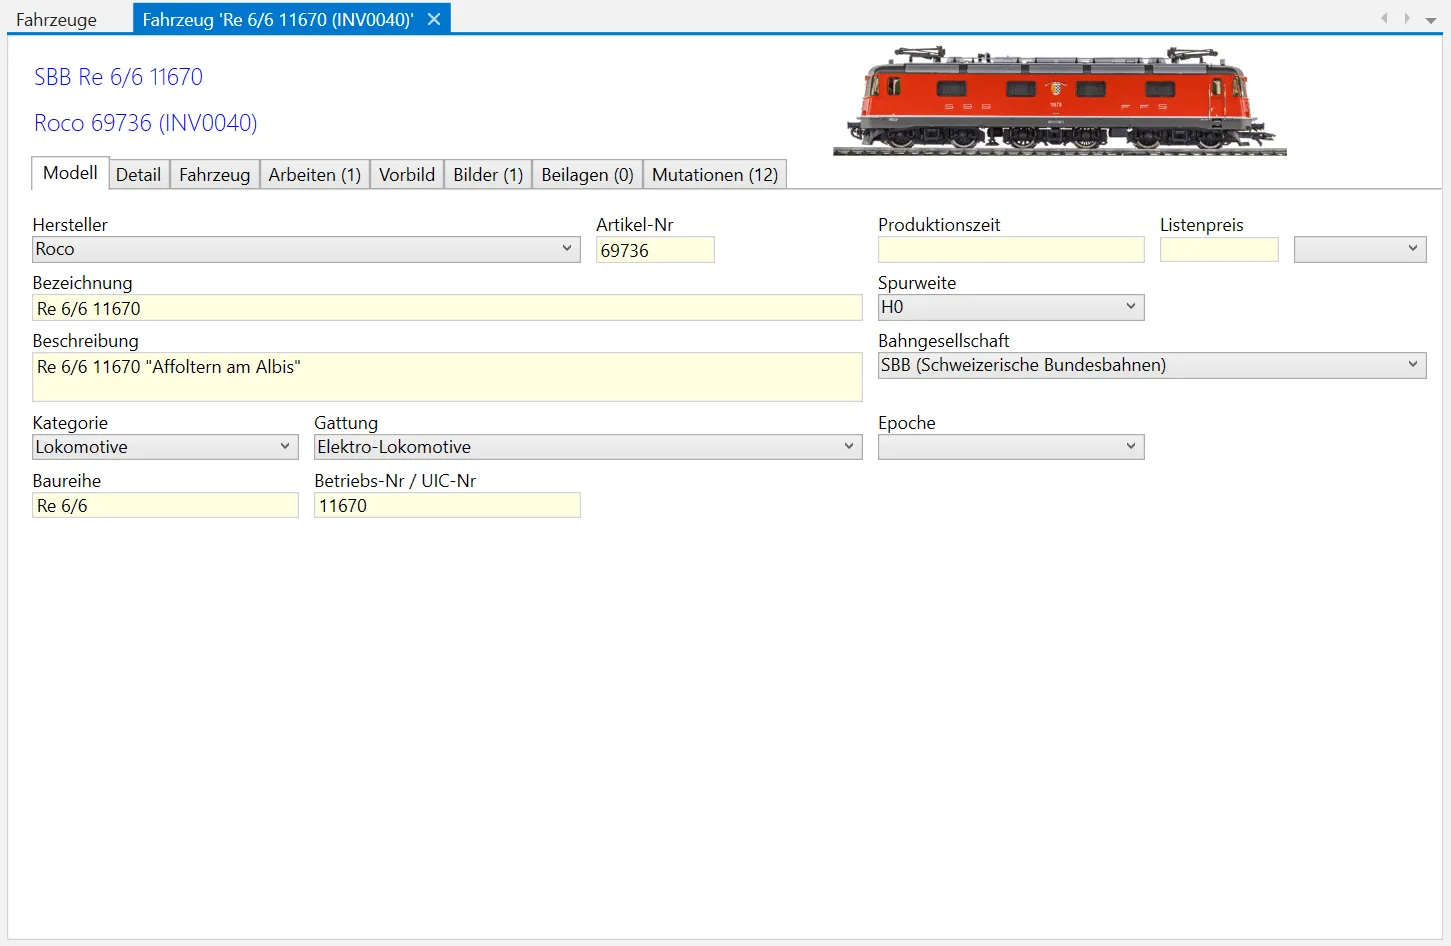 Fahrzeuge
Fahrzeug 'Re 6/6 11670 (INV0040)'
SBB Re 6/6 11670
Roco 69736 (INV0040)
SBB 11670 FFS
Modell Detail Fahrzeug Arbeiten (1) Vorbild Bilder (1) Beilagen (0) Mutationen (12)
Hersteller Artikel-Nr Produktionszeit Listenpreis
Roco 69736
Bezeichnung Spurweite
Re 6/6 11670 H0
Beschreibung Bahngesellschaft
Re 6/6 11670 "Affoltern am Albis" SBB (Schweizerische Bundesbahnen)
Kategorie Gattung Epoche
Lokomotive Elektro-Lokomotive
Baureihe Betriebs-Nr / UIC-Nr
Re 6/6 11670